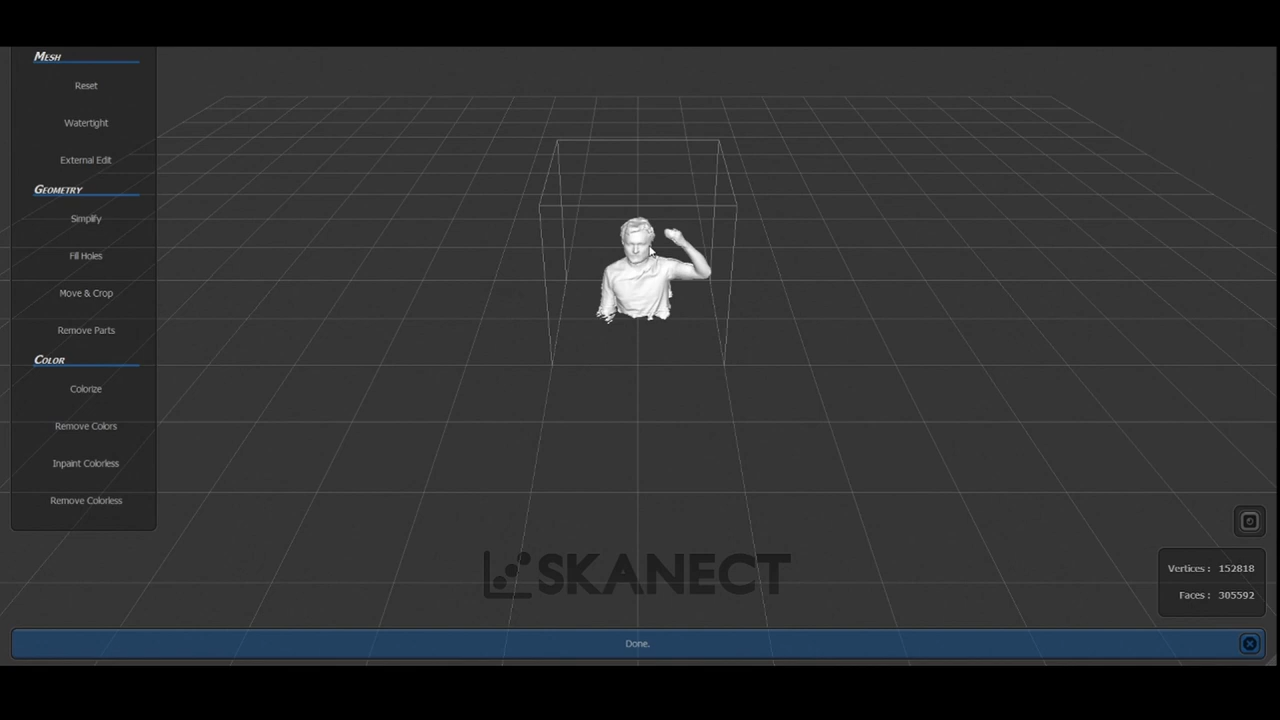 MESH
Reset
Watertight
External Edit
GEOMETRY
Simplify
Fill Holes
Move & Crop
Remove Parts
COLOR
Colorize
Remove Colors
Inpaint Colorless
Remove Colorless
SKANECT
Vertices : 152818
Faces : 305592
Done.